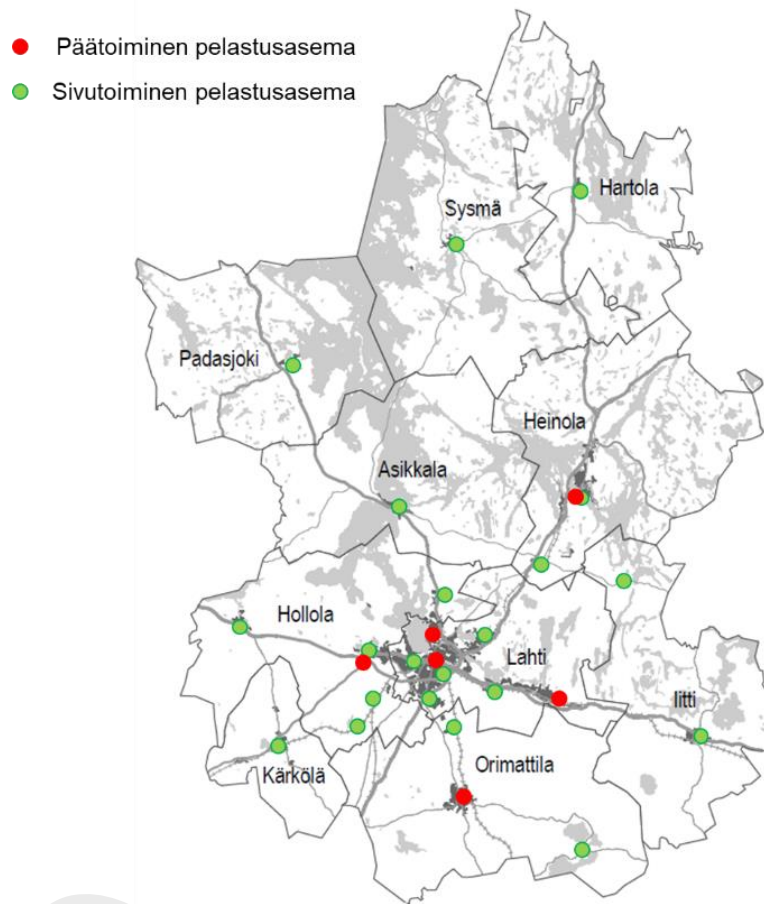 Päätoiminen pelastusasema
Sivutoiminen pelastusasema
Hartola
Sysmä
Padasjoki
Heinola
Asikkala
Hollola
Lahti
Iitti
Kärkölä
Orimattila